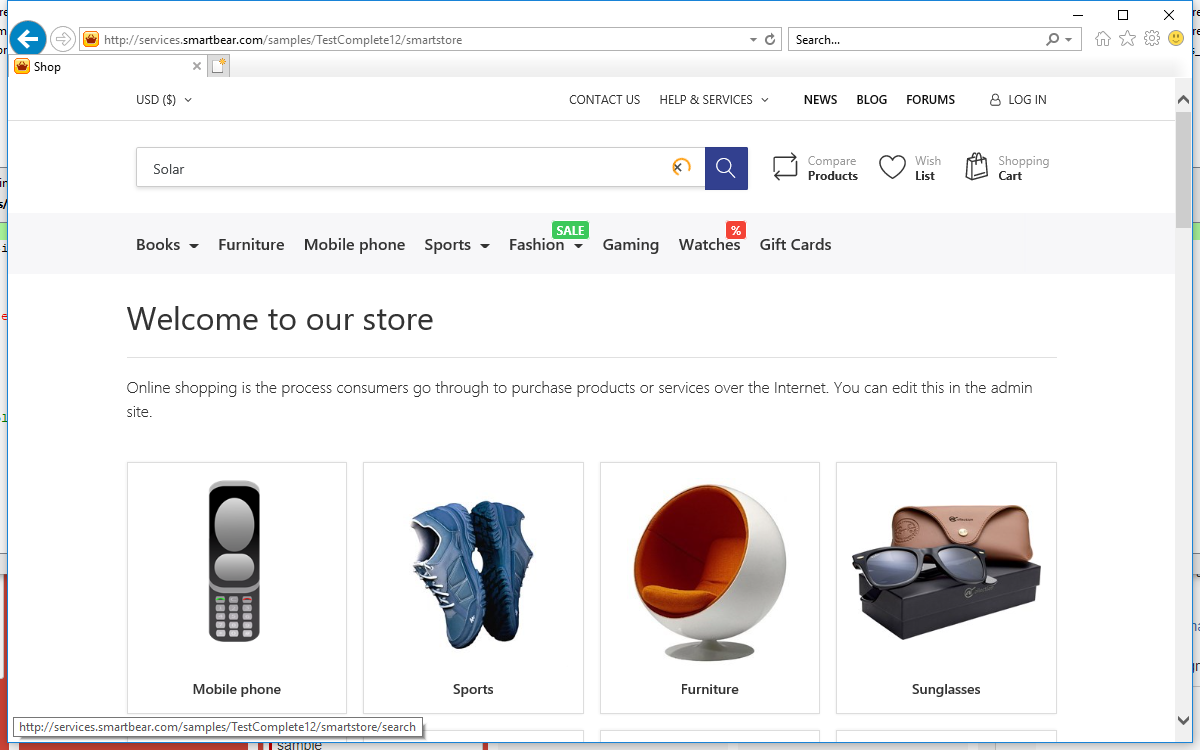 http://services.smartbear.com/samples/TestComplete12/smartstore
Search...
Shop
USD ($)
CONTACT US
HELP & SERVICES
NEWS
BLOG
FORUMS
LOG IN
Solar
Compare
Products
Wish
List
Shopping
Cart
SALE
%
Books
Furniture
Mobile phone
Sports
Fashion
Gaming
Watches
Gift Cards
Welcome to our store
Online shopping is the process consumers go through to purchase products or services over the Internet. You can edit this in the admin
site.
Mobile phone
Sports
Furniture
Sunglasses
http://services.smartbear.com/samples/TestComplete12/smartstore/search
sample